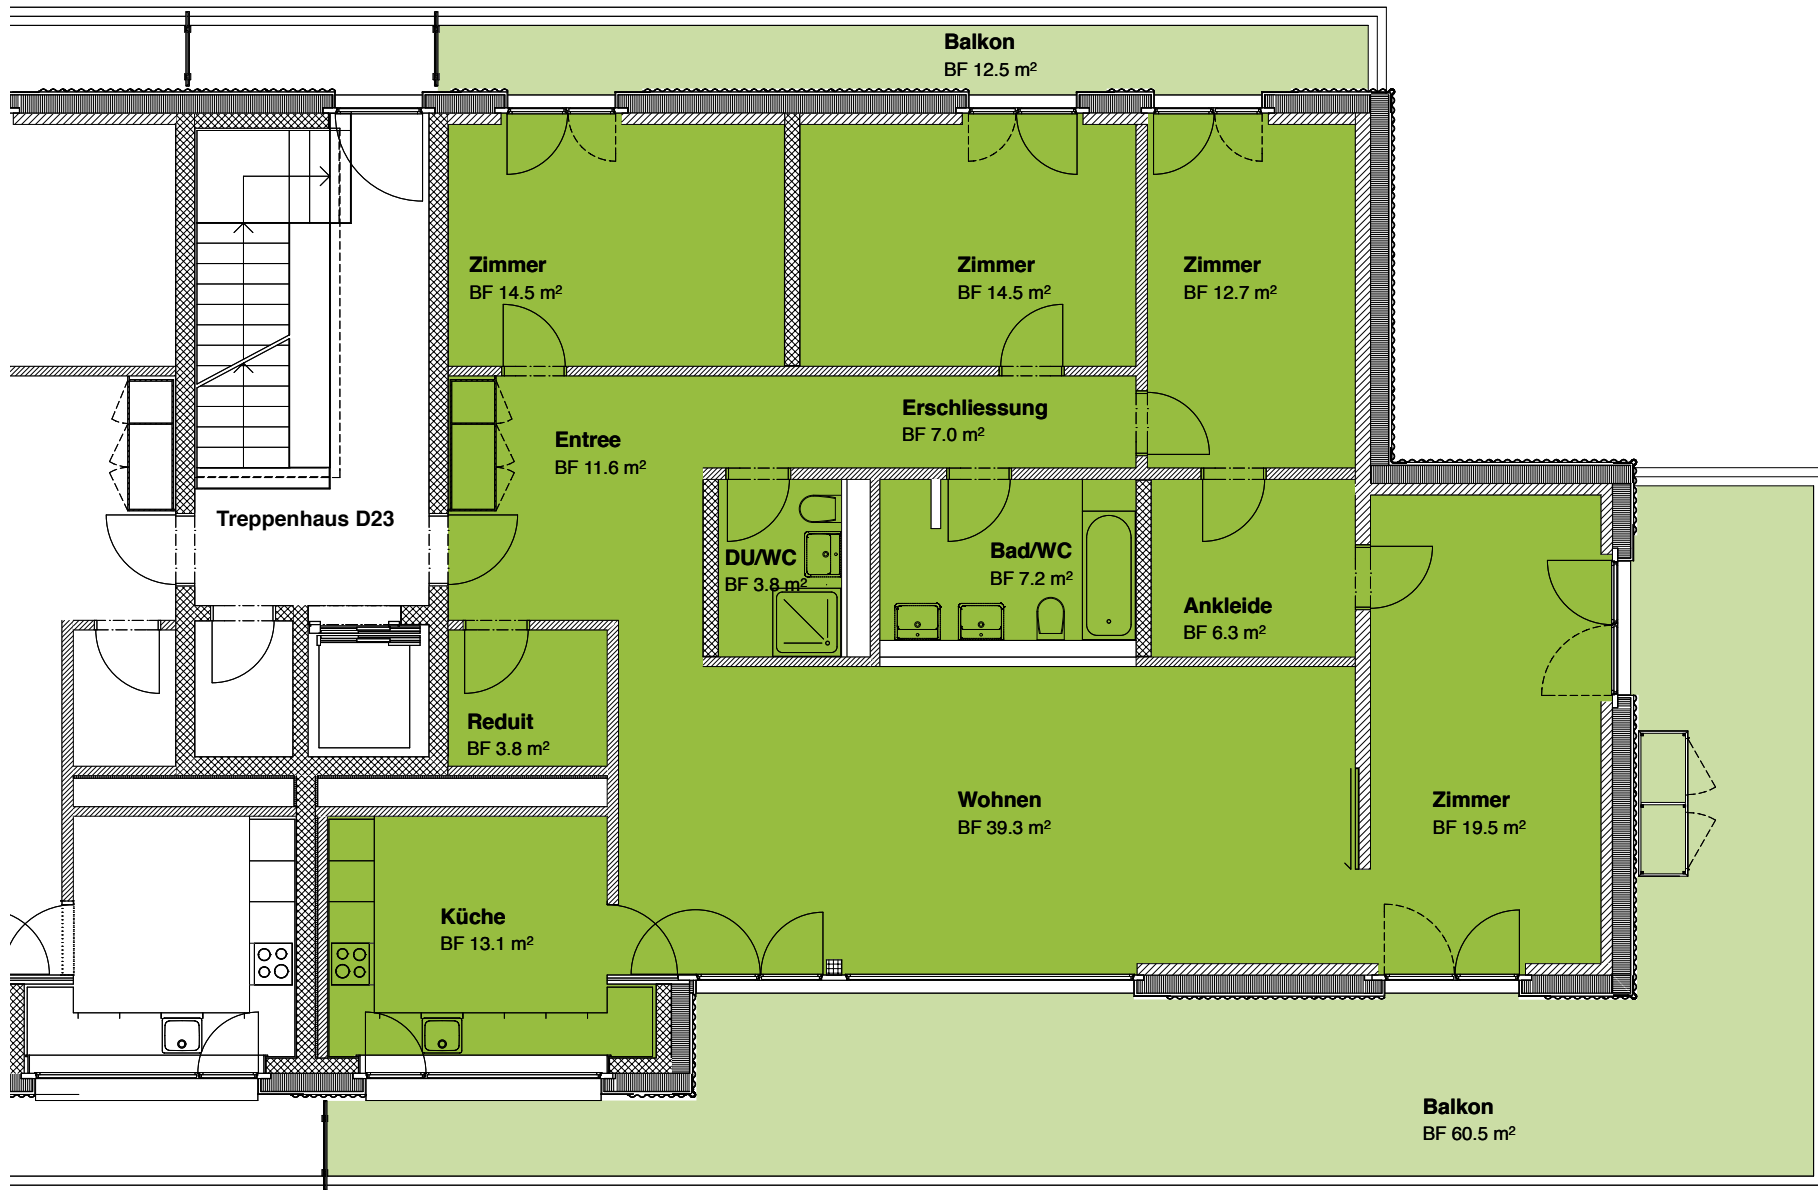 Balkon
BF 12.5 m²
Zimmer
BF 14.5 m²
Zimmer
BF 14.5 m²
Zimmer
BF 12.7 m²
Erschliessung
BF 7.0 m²
Entree
BF 11.6 m²
Treppenhaus D23
DU/WC
BF 3.8 m²
Bad/WC
BF 7.2 m²
Ankleide
BF 6.3 m²
Reduit
BF 3.8 m²
Wohnen
BF 39.3 m²
Zimmer
BF 19.5 m²
Küche
BF 13.1 m²
Balkon
BF 60.5 m²